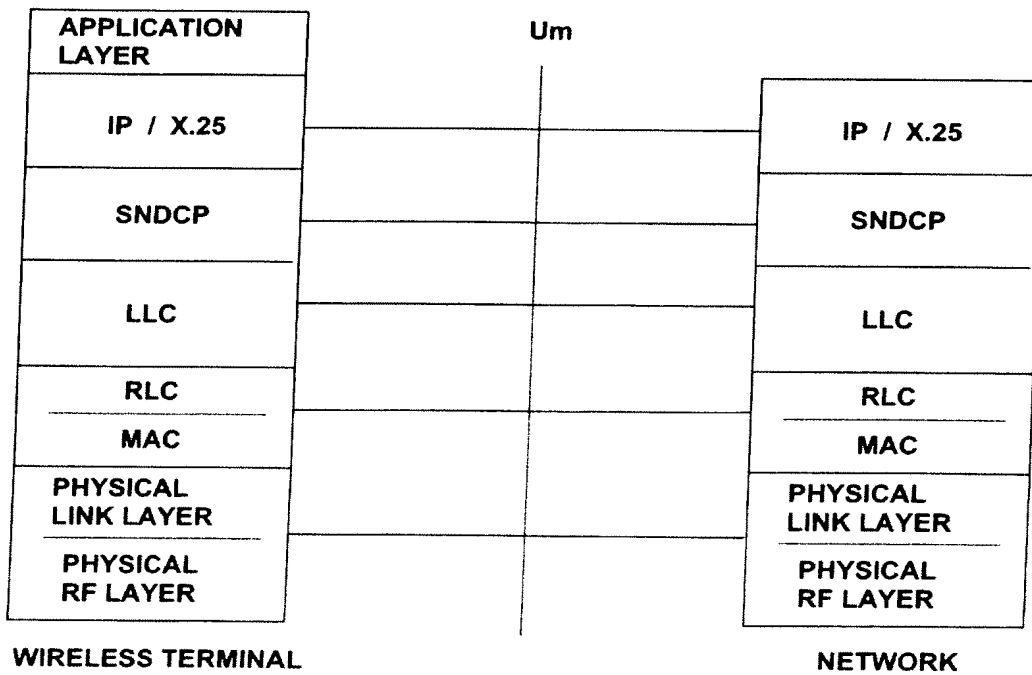 APPLICATION
LAYER
IP / X.25
SNDCP
LLC
RLC
MAC
PHYSICAL
LINK LAYER
PHYSICAL
RF LAYER
WIRELESS TERMINAL
Um
IP / X.25
SNDCP
LLC
RLC
MAC
PHYSICAL
LINK LAYER
PHYSICAL
RF LAYER
NETWORK